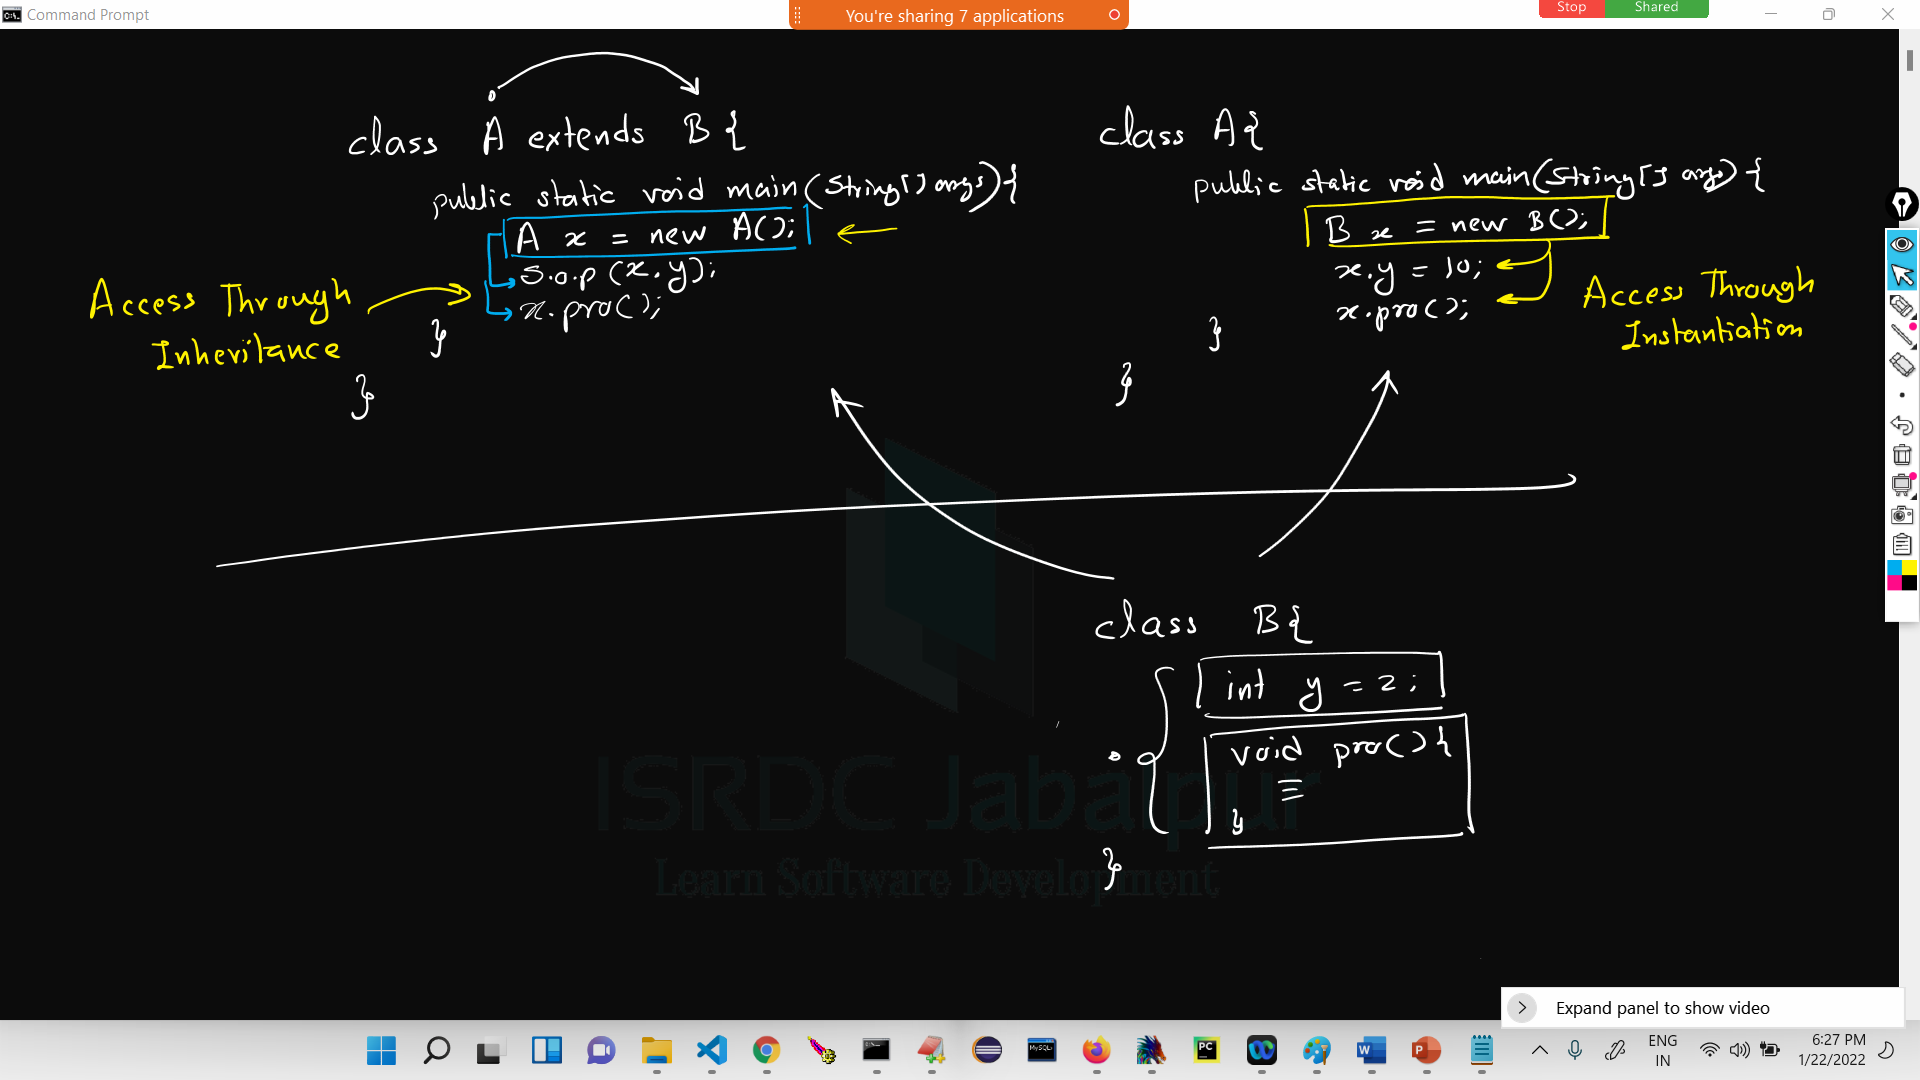 Command Prompt
You're sharing 7 applications
Stop
Shared
class A extends B{
public static void main(String[] args){
A x = new A();
S.o.p (x.y);
x.pro();
}
}
Access Through
Inheritance
class A{
public static void main(String[] args){
B x = new B();
x.y = 10;
x.pro();
}
}
Access Through
Instantiation
class B{
int y = 2;
void pro(){
}
}
ISRDC Jabalpur
Learn Software Development
Expand panel to show video
ENG
IN
6:27 PM
1/22/2022